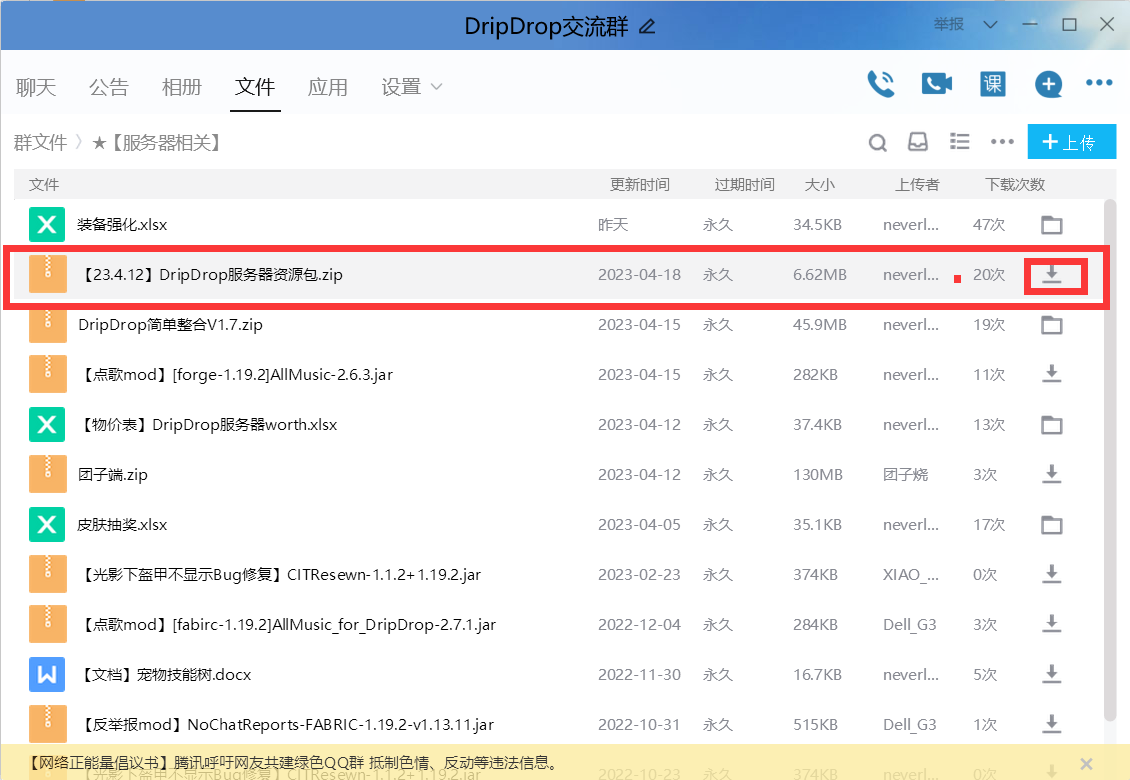 DripDrop交流群
举报
聊天 公告 相册 文件 应用 设置
课
群文件 〉★【服务器相关】
上传
文件 更新时间 过期时间 大小 上传者 下载次数
装备强化.xlsx 昨天 永久 34.5KB neverl... 47次
【23.4.12】DripDrop服务器资源包.zip 2023-04-18 永久 6.62MB neverl... 20次
DripDrop简单整合V1.7.zip 2023-04-15 永久 45.9MB neverl... 19次
【点歌mod】[forge-1.19.2]AllMusic-2.6.3.jar 2023-04-15 永久 282KB neverl... 11次
【物价表】DripDrop服务器worth.xlsx 2023-04-12 永久 37.4KB neverl... 13次
团子端.zip 2023-04-12 永久 130MB 团子烧 3次
皮肤抽奖.xlsx 2023-04-05 永久 35.1KB neverl... 17次
【光影下盔甲不显示Bug修复】CITResewn-1.1.2+1.19.2.jar 2023-02-23 永久 374KB XIAO_... 0次
【点歌mod】[fabirc-1.19.2]AllMusic_for_DripDrop-2.7.1.jar 2022-12-04 永久 284KB Dell_G3 3次
【文档】宠物技能树.docx 2022-11-30 永久 16.7KB neverl... 5次
【反举报mod】NoChatReports-FABRIC-1.19.2-v1.13.11.jar 2022-10-31 永久 515KB Dell_G3 1次
【网络正能量倡议书】腾讯呼吁网友共建绿色QQ群 抵制色情、反动等违法信息。